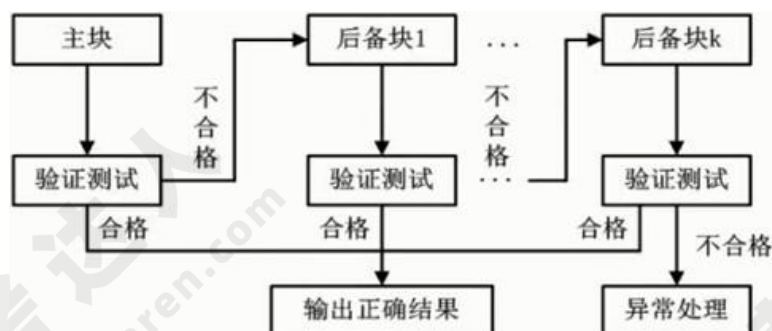 主块
后备块1
...
后备块k
不合格
不合格
验证测试
验证测试
...
验证测试
合格
合格
合格
不合格
输出正确结果
异常处理